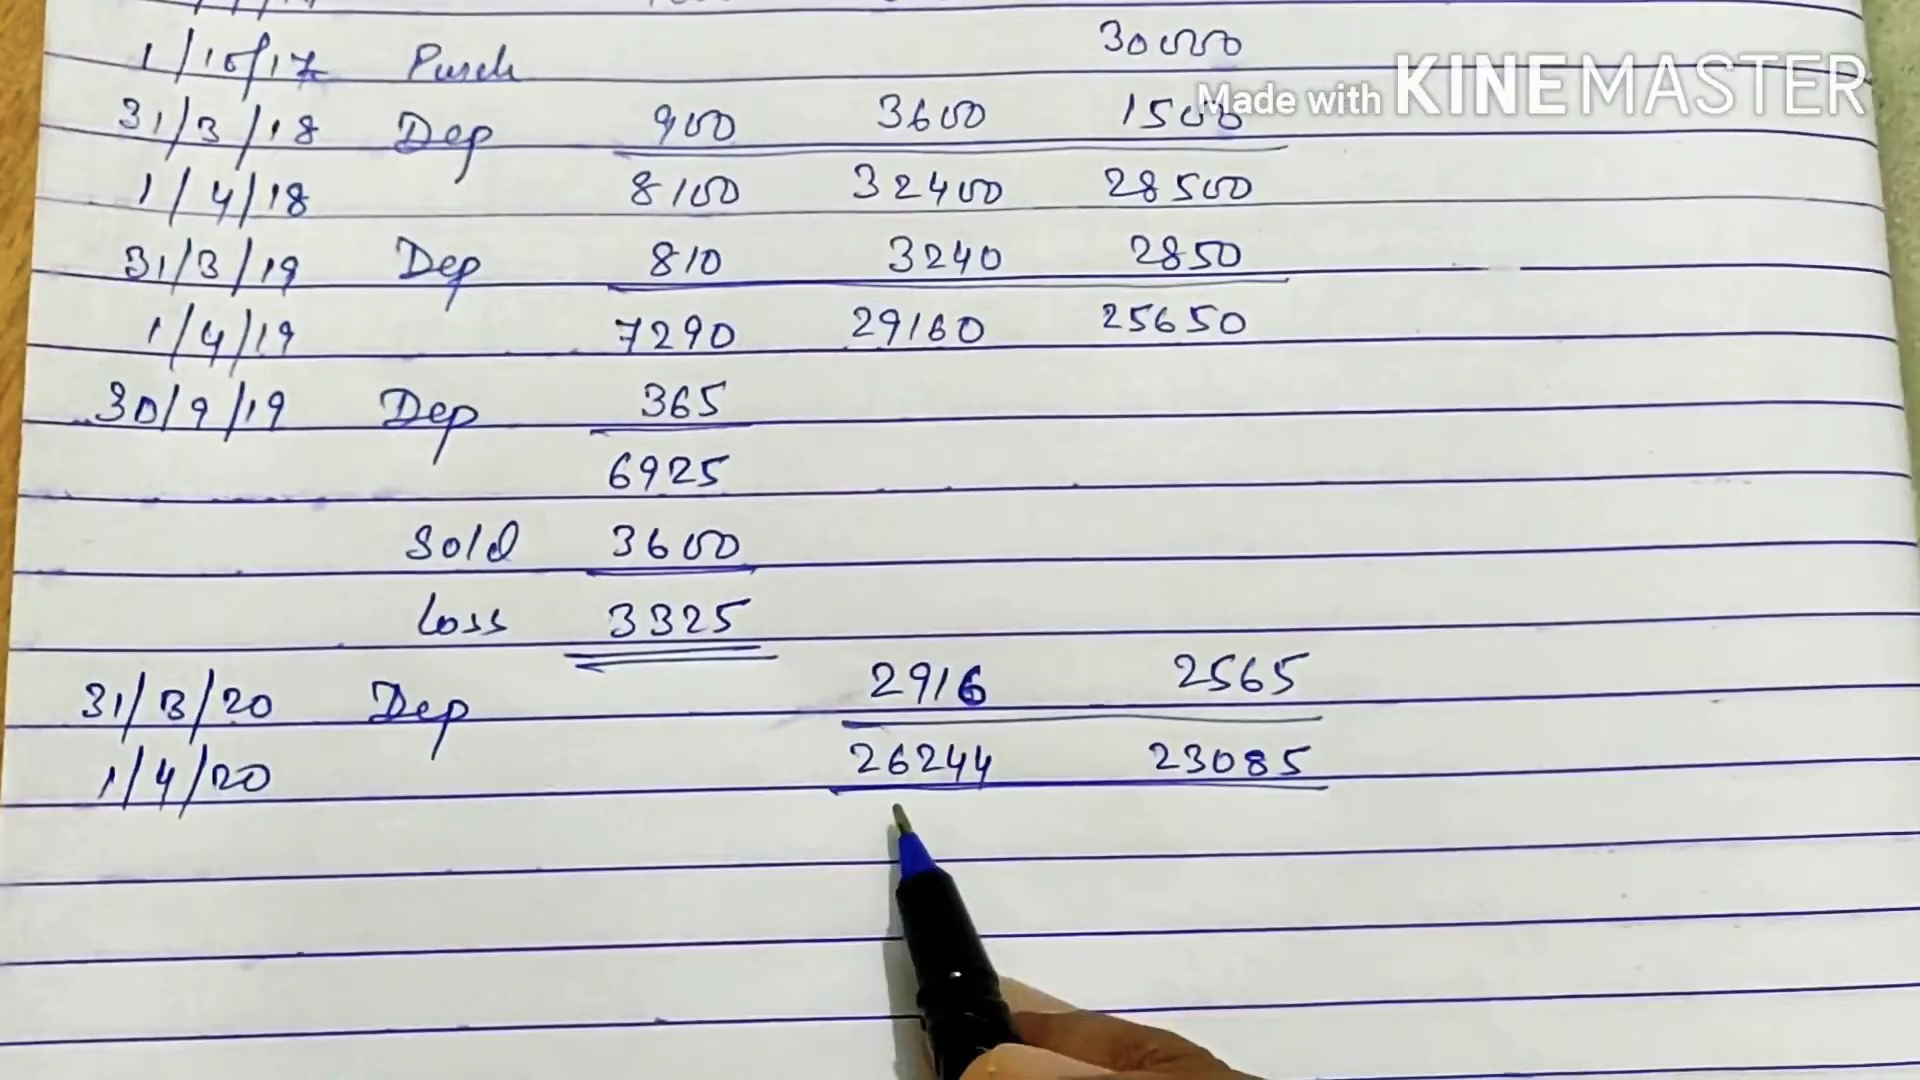 1/10/17 Purch 30000
Made with KINEMASTER
31/3/18 Dep 900 3600 1500
1/4/18 8100 32400 28500
31/3/19 Dep 810 3240 2850
1/4/19 7290 29160 25650
30/9/19 Dep 365
6925
Sold 3600
Loss 3325
31/3/20 Dep 2916 2565
1/4/20 26244 23085